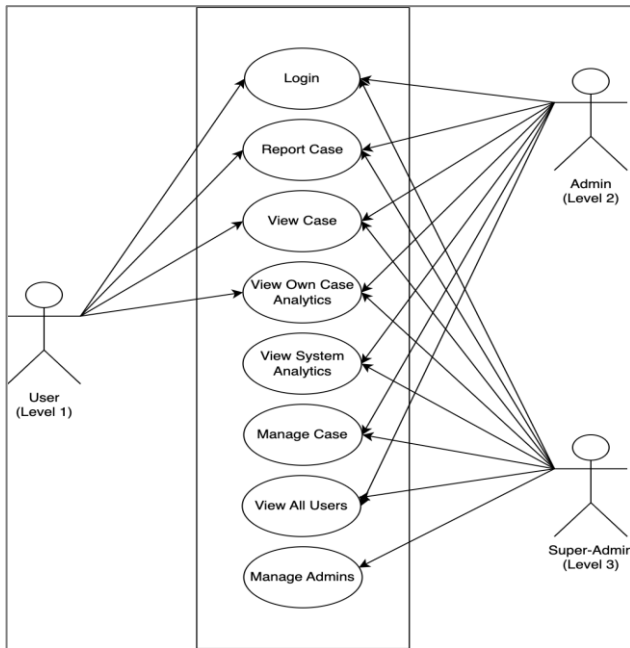 Login
Report Case
View Case
View Own Case
Analytics
View System
Analytics
Manage Case
View All Users
Manage Admins
User
(Level 1)
Admin
(Level 2)
Super-Admin
(Level 3)